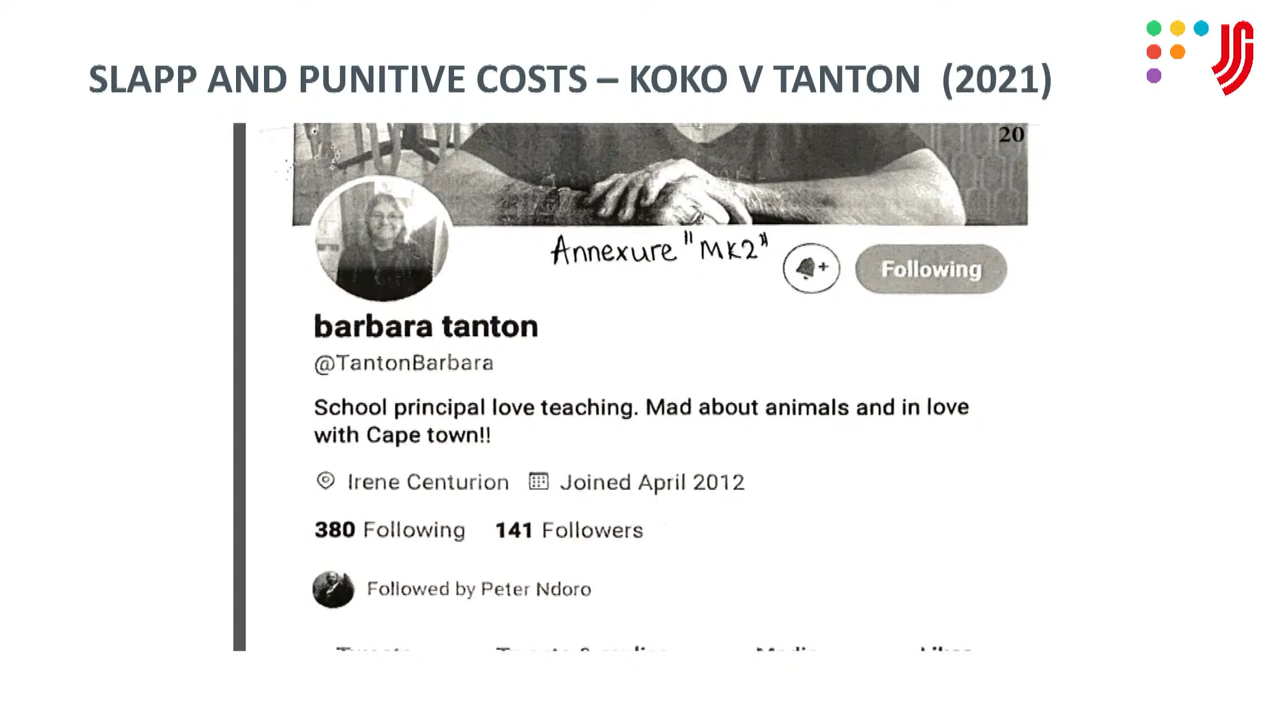 SLAPP AND PUNITIVE COSTS – KOKO V TANTON (2021)
20
Annexure "MK2"
Following
barbara tanton
@TantonBarbara
School principal love teaching. Mad about animals and in love
with Cape town!!
Irene Centurion Joined April 2012
380 Following 141 Followers
Followed by Peter Ndoro